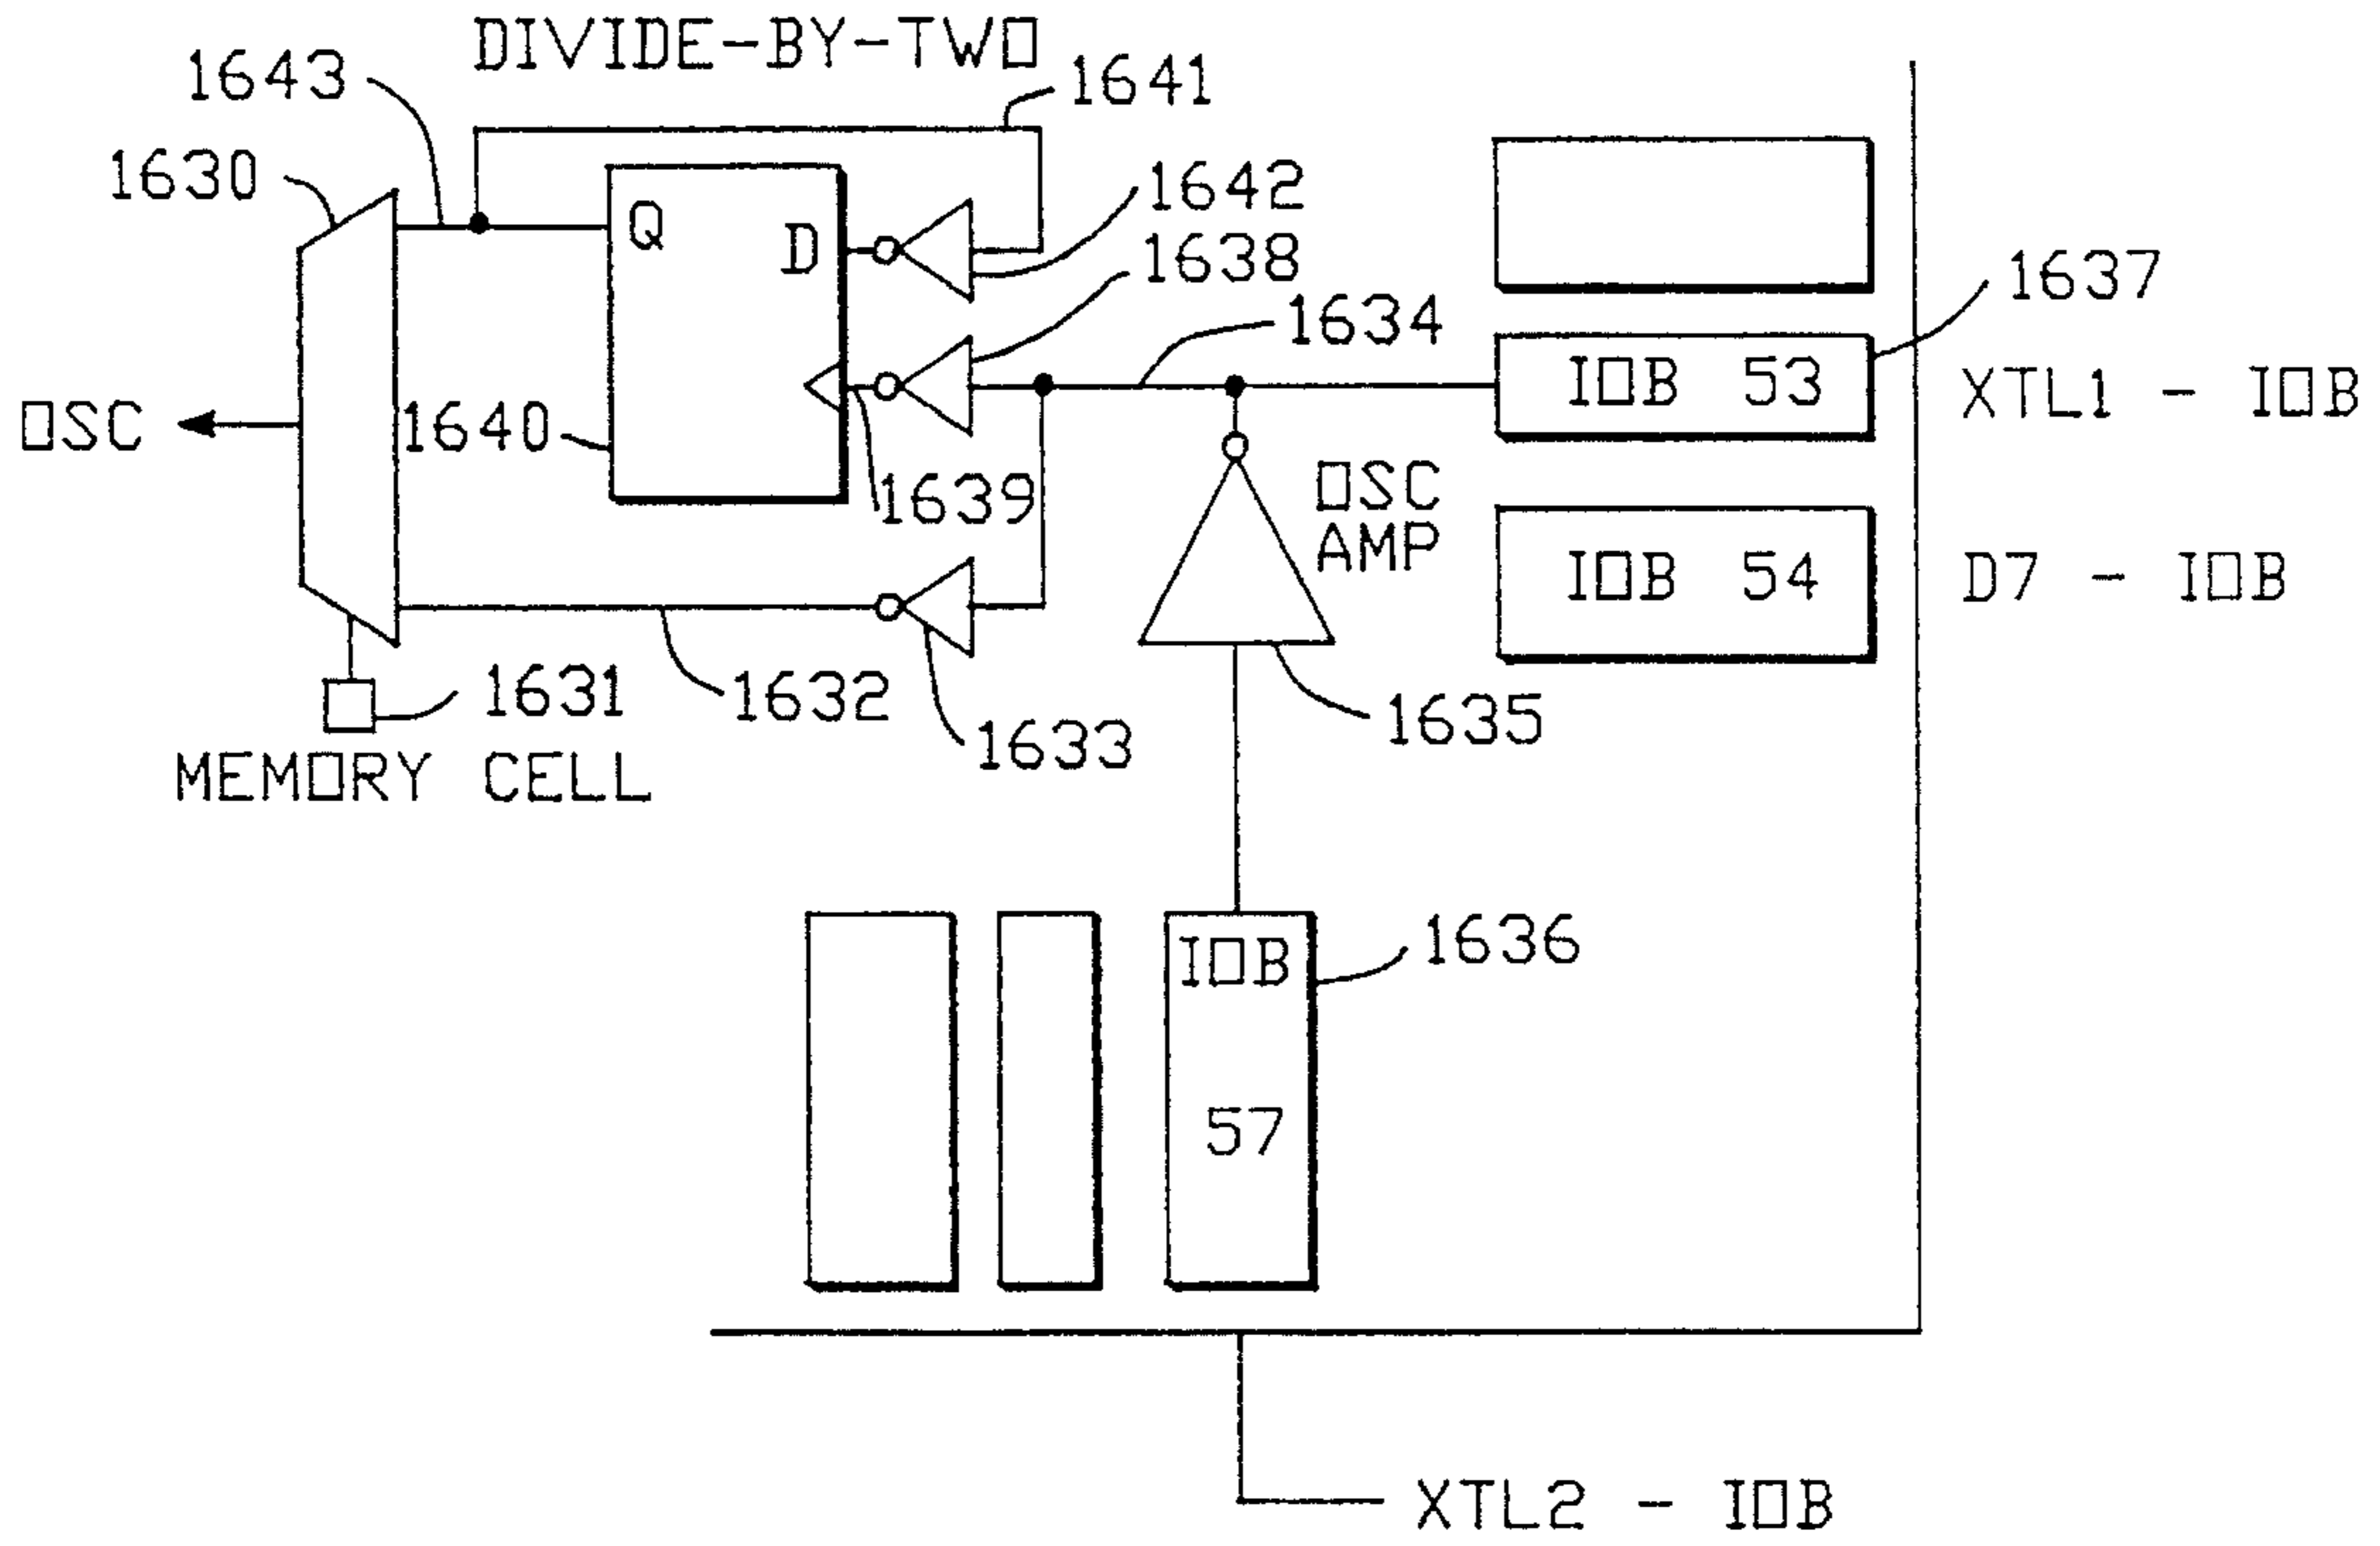 DIVIDE-BY-TWO
1643
1641
1630
1642
1638
Q
D
1637
1634
IOB 53
XTL1 - IOB
OSC
1640
1639
OSC
AMP
IOB 54
D7 - IOB
1631
1632
1633
1635
MEMORY CELL
IOB
57
1636
XTL2 - IOB